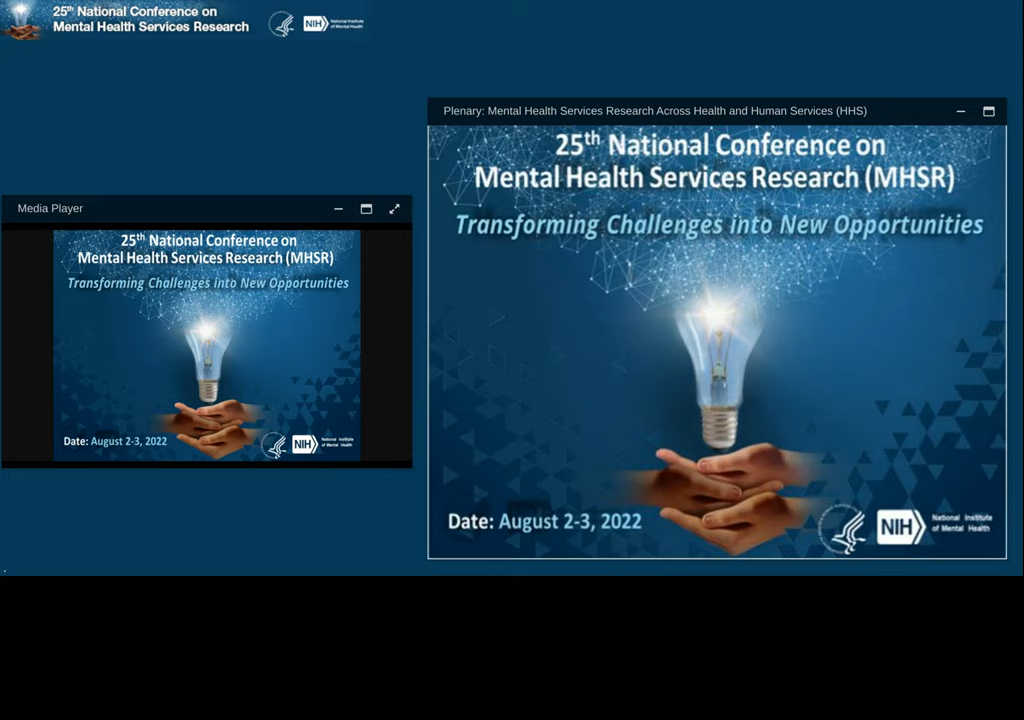 25th National Conference on
Mental Health Services Research
NIH
National Institute
of Mental Health
Plenary: Mental Health Services Research Across Health and Human Services (HHS)
25th National Conference on
Mental Health Services Research (MHSR)
Transforming Challenges into New Opportunities
Date: August 2-3, 2022
NIH
National Institute
of Mental Health
Media Player
25th National Conference on
Mental Health Services Research (MHSR)
Transforming Challenges into New Opportunities
Date: August 2-3, 2022
NIH
National Institute
of Mental Health